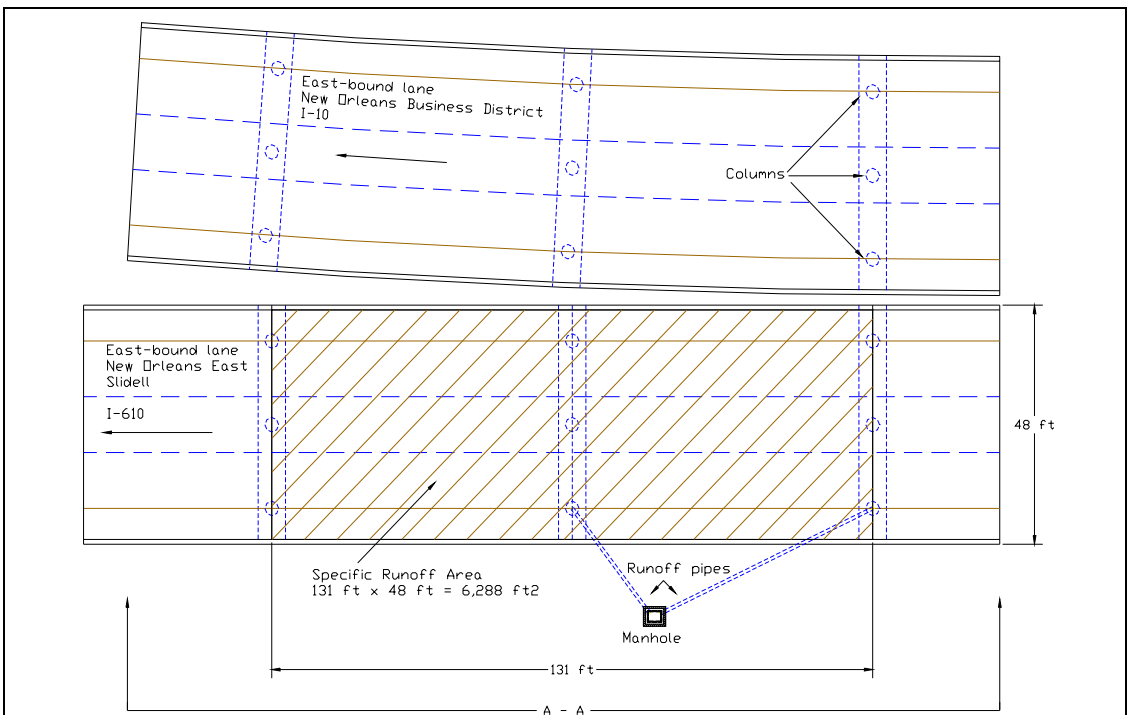 East-bound lane
New Orleans Business District
I-10
Columns
East-bound lane
New Orleans East
Slidell
I-610
48 ft
Specific Runoff Area
131 ft x 48 ft = 6,288 ft2
Runoff pipes
Manhole
131 ft
A - A